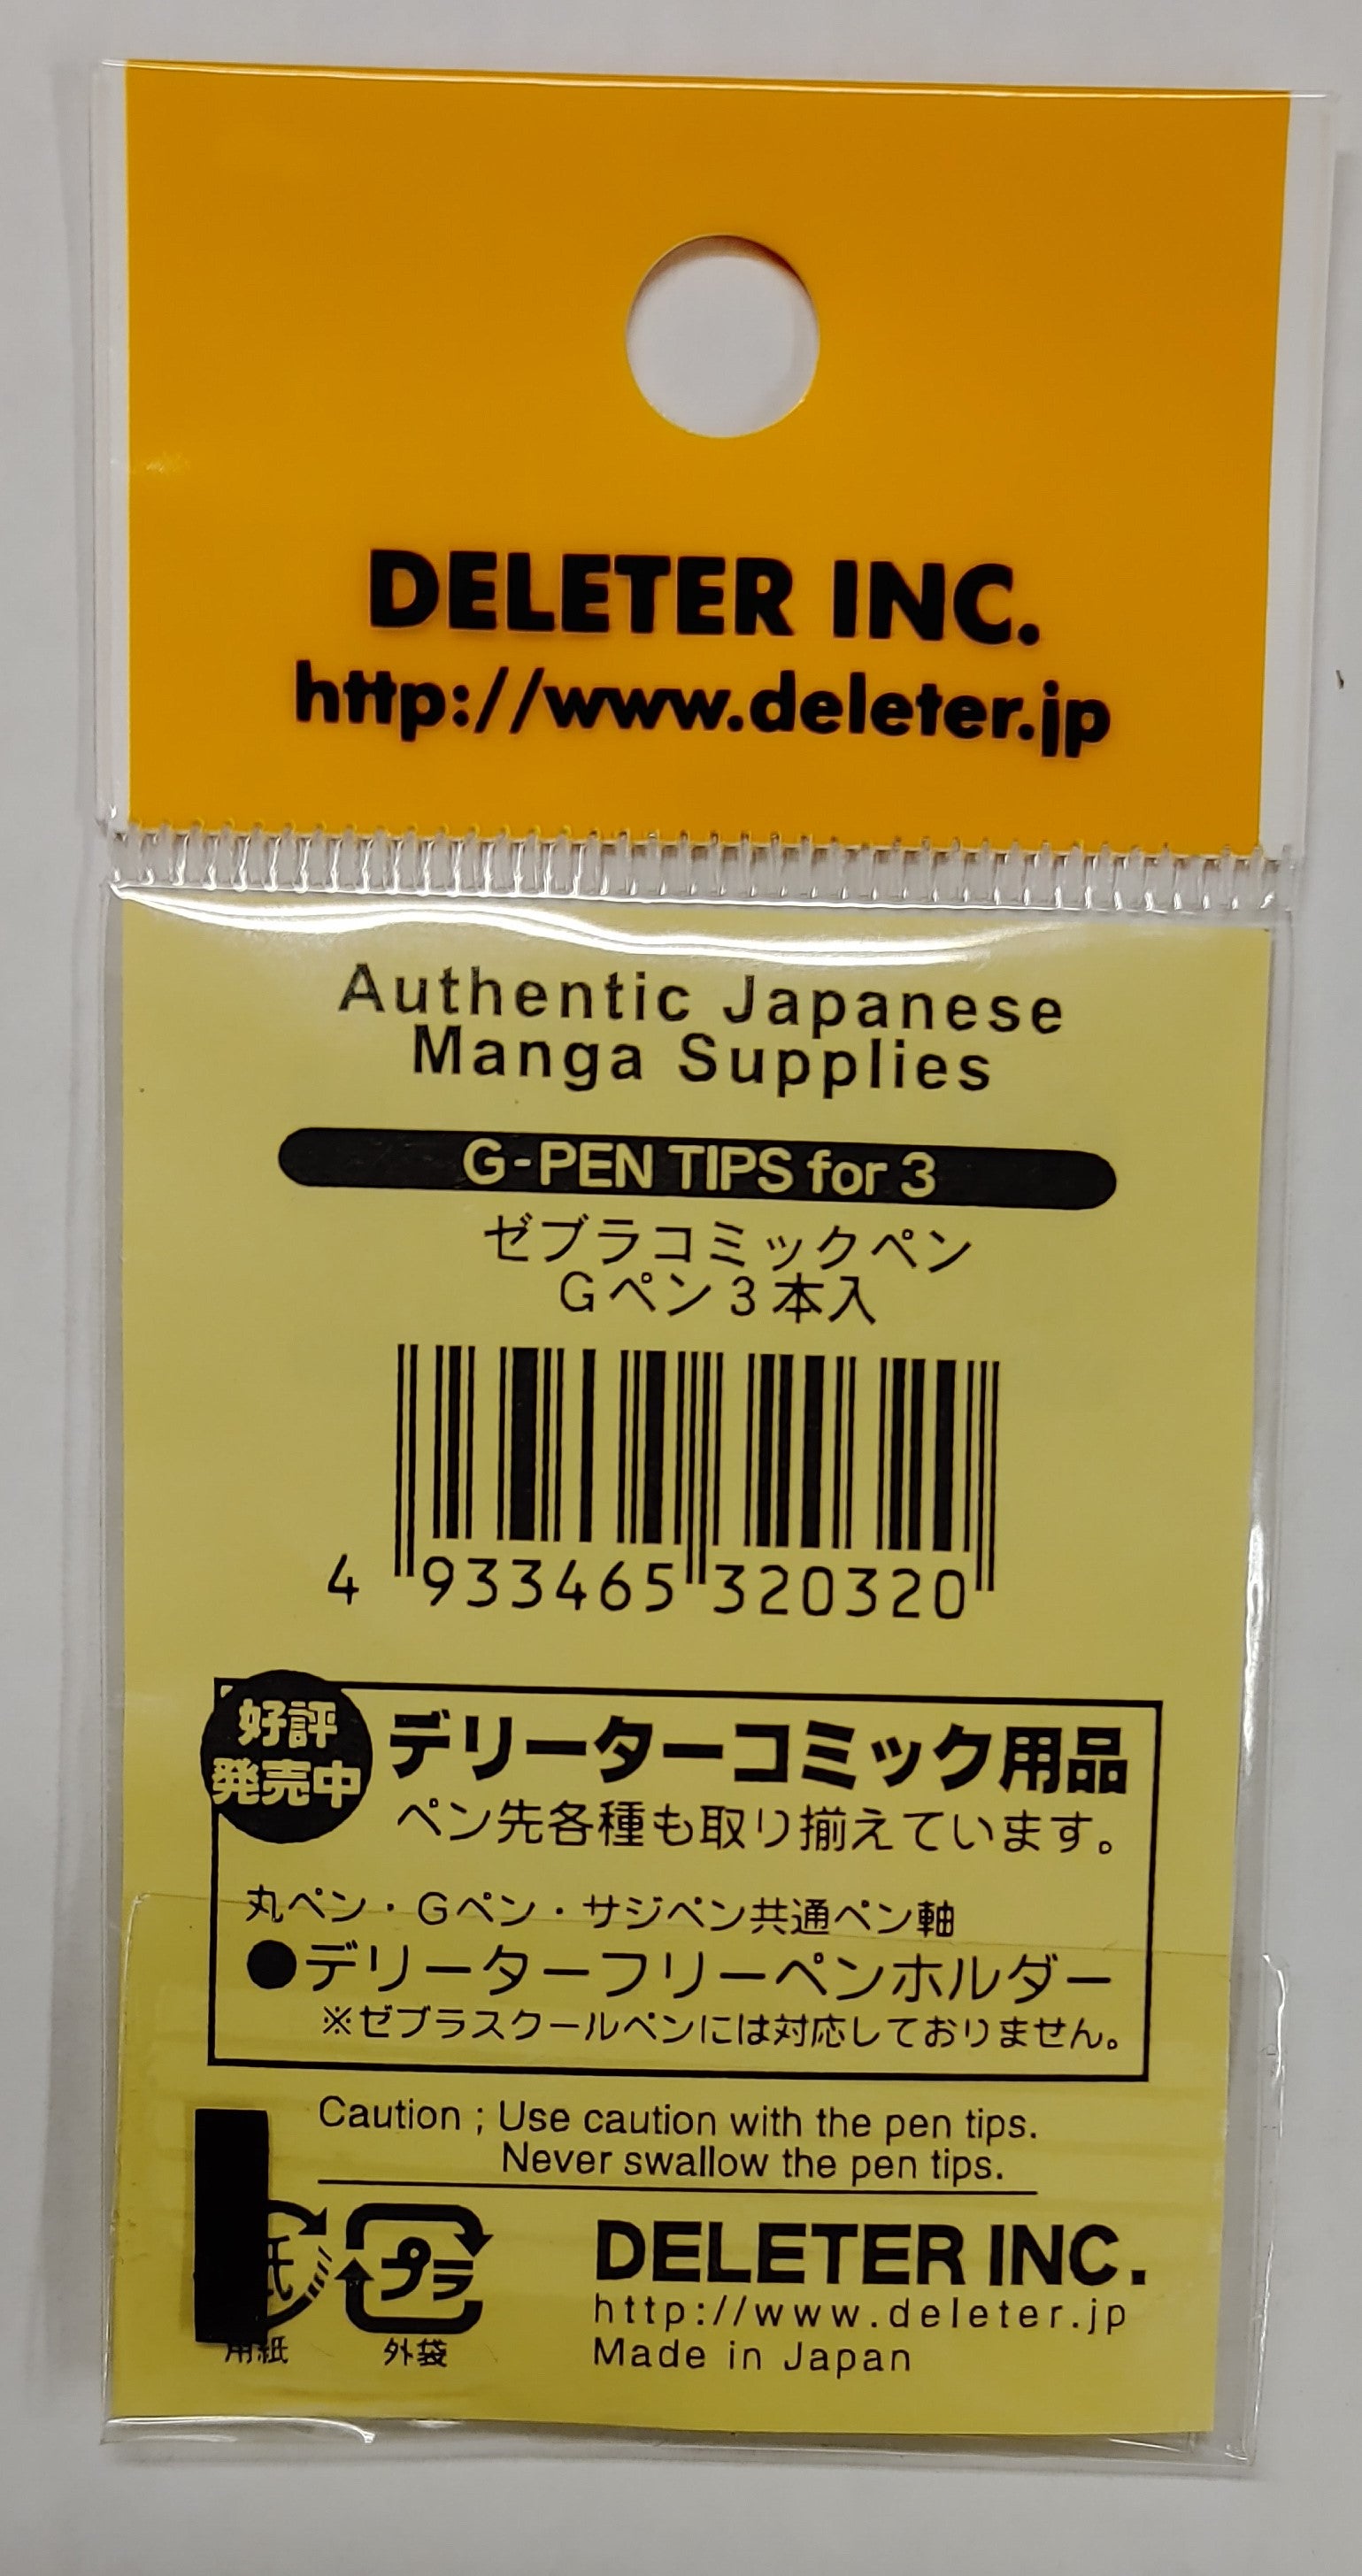 DELETER INC.
http://www.deleter.jp
Authentic Japanese
Manga Supplies
G-PEN TIPS for 3
ゼブラコミックペン
Gペン3本入
4 933465 320320
好評
発売中
デリーターコミック用品
ペン先各種も取り揃えています。
丸ペン・Gペン・サジペン共通ペン軸
●デリーターフリーペンホルダー
※ゼブラスクールペンには対応しておりません。
Caution ; Use caution with the pen tips.
Never swallow the pen tips.
紙
用紙
プラ
外袋
DELETER INC.
http://www.deleter.jp
Made in Japan